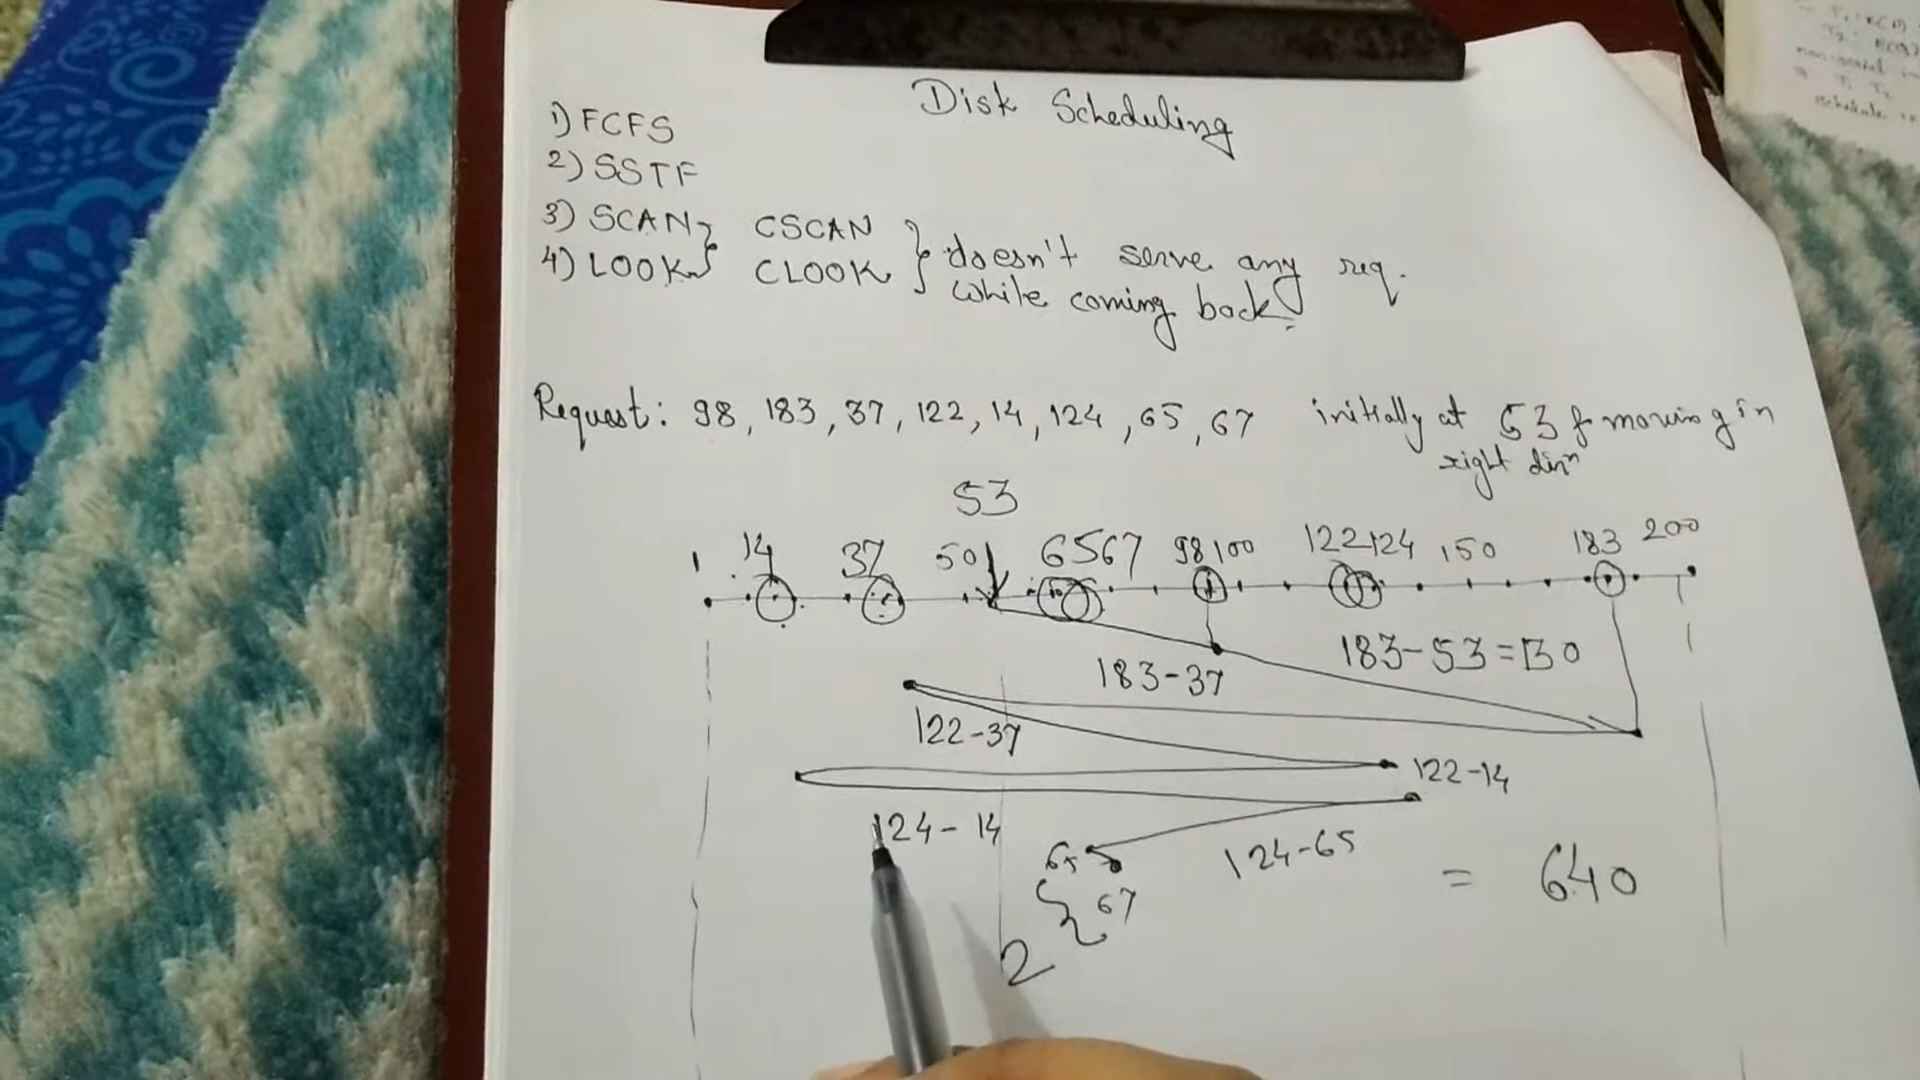 Disk Scheduling
1) FCFS
2) SSTF
3) SCAN } CSCAN } doesn't serve any req.
4) LOOK } CLOOK } while coming back.
Request: 98, 183, 37, 122, 14, 124, 65, 67 initially at 53 & moving in
right dirn
53
1 14 37 50 65 67 98 100 122 124 150 183 200
183-53=130
183-37
122-37
122-14
124-14
124-65
65
67
2
= 640